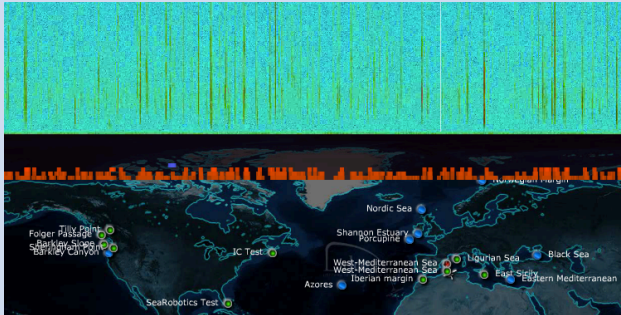 Norwegian Margin
Nordic Sea
Tilly Point
Folger Passage
Shannon Estuary
Porcupine
Barkley Slope
Barkley Canyon
IC Test
Ligurian Sea
Black Sea
West-Mediterranean Sea
West-Mediterranean Sea
East Sicily
Iberian margin
Eastern Mediterranean
Azores
SeaRobotics Test